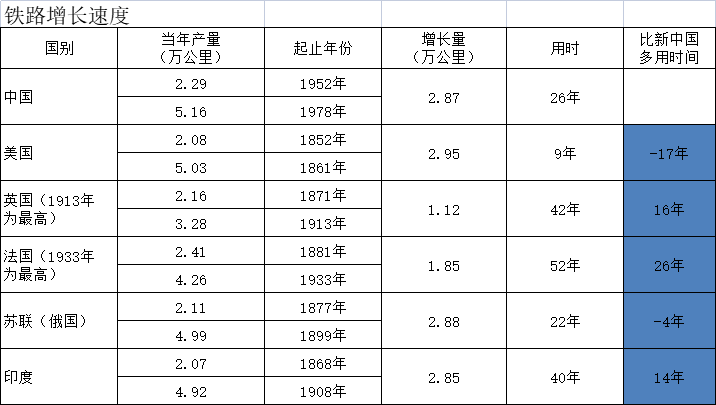 铁路增长速度
国别 当年产量（万公里） 起止年份 增长量（万公里） 用时 比新中国多用时间
中国 2.29 1952年 2.87 26年
5.16 1978年
美国 2.08 1852年 2.95 9年 -17年
5.03 1861年
英国（1913年为最高） 2.16 1871年 1.12 42年 16年
3.28 1913年
法国（1933年为最高） 2.41 1881年 1.85 52年 26年
4.26 1933年
苏联（俄国） 2.11 1877年 2.88 22年 -4年
4.99 1899年
印度 2.07 1868年 2.85 40年 14年
4.92 1908年